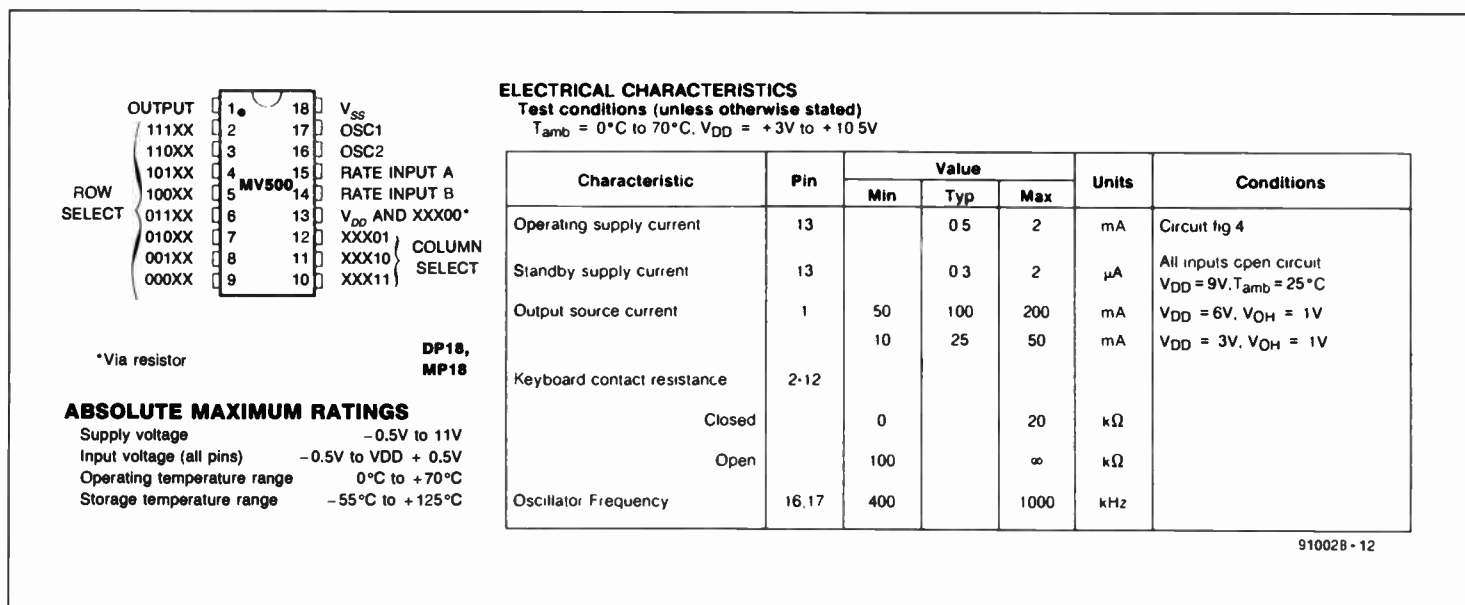 OUTPUT 1 18 VSS
111XX 2 17 OSC1
110XX 3 16 OSC2
101XX 4 15 RATE INPUT A
MV500
100XX 5 14 RATE INPUT B
ROW SELECT
011XX 6 13 VDD AND XXX00*
010XX 7 12 XXX01
001XX 8 11 XXX10
000XX 9 10 XXX11
COLUMN SELECT
*Via resistor
DP18,
MP18
ABSOLUTE MAXIMUM RATINGS
Supply voltage −0.5V to 11V
Input voltage (all pins) −0.5V to VDD + 0.5V
Operating temperature range 0°C to +70°C
Storage temperature range −55°C to +125°C
ELECTRICAL CHARACTERISTICS
Test conditions (unless otherwise stated)
Tamb = 0°C to 70°C, VDD = +3V to +10 5V
Characteristic Pin Value Units Conditions
Min Typ Max
Operating supply current 13 0 5 2 mA Circuit fig 4
Standby supply current 13 0 3 2 μA All inputs open circuit
VDD = 9V, Tamb = 25°C
Output source current 1 50 100 200 mA VDD = 6V, VOH = 1V
10 25 50 mA VDD = 3V, VOH = 1V
Keyboard contact resistance 2-12
Closed 0 20 kΩ
Open 100 ∞ kΩ
Oscillator Frequency 16,17 400 1000 kHz
910028 - 12